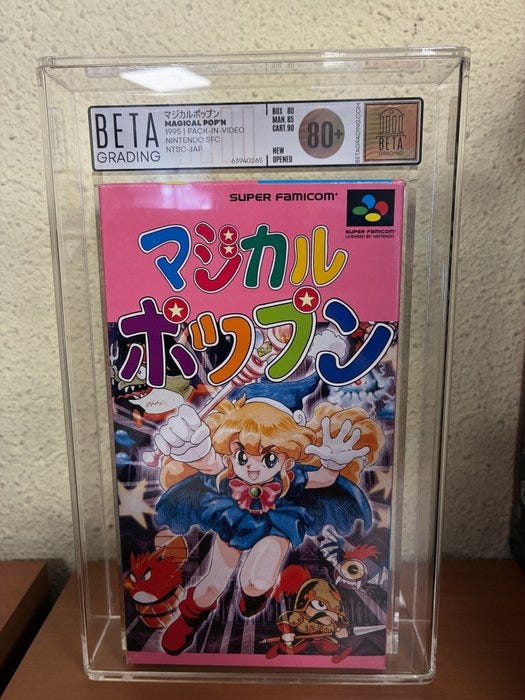 BETA
GRADING
マジカルポップン
MAGICAL POP'N
1995 | PACK-IN-VIDEO
NINTENDO SFC
NTSC-JAP
63940265
BOX 80
MAN.85
CART.90
NEW
OPENED
80+
BETA
GRADING
BETAGRADING.COM
SUPER FAMICOM
SUPER FAMICOM
LICENSED BY NINTENDO
マジカル
ポップン